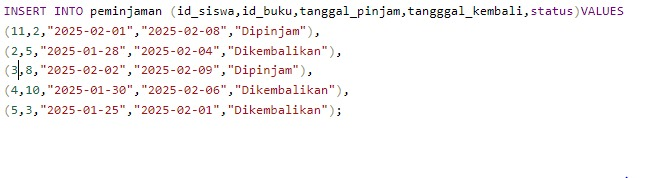 INSERT INTO peminjaman (id_siswa,id_buku,tanggal_pinjam,tangggal_kembali,status)VALUES
(11,2,"2025-02-01","2025-02-08","Dipinjam"),
(2,5,"2025-01-28","2025-02-04","Dikembalikan"),
(3,8,"2025-02-02","2025-02-09","Dipinjam"),
(4,10,"2025-01-30","2025-02-06","Dikembalikan"),
(5,3,"2025-01-25","2025-02-01","Dikembalikan");